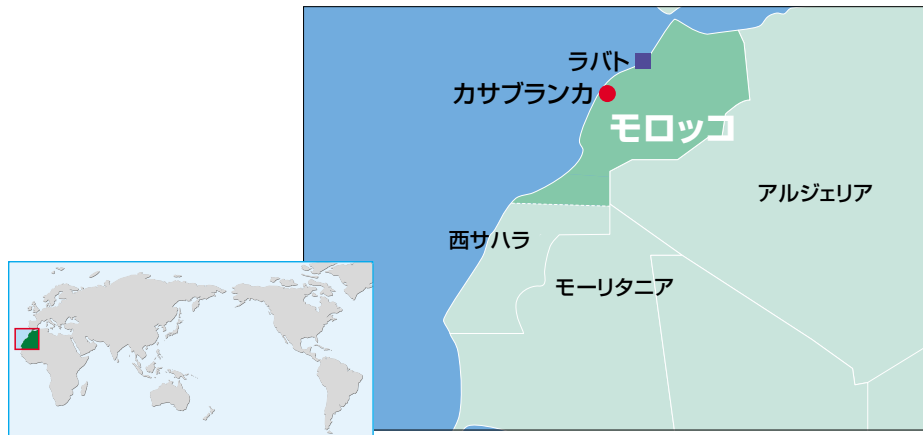 ラバト
カサブランカ
モロッコ
アルジェリア
西サハラ
モーリタニア